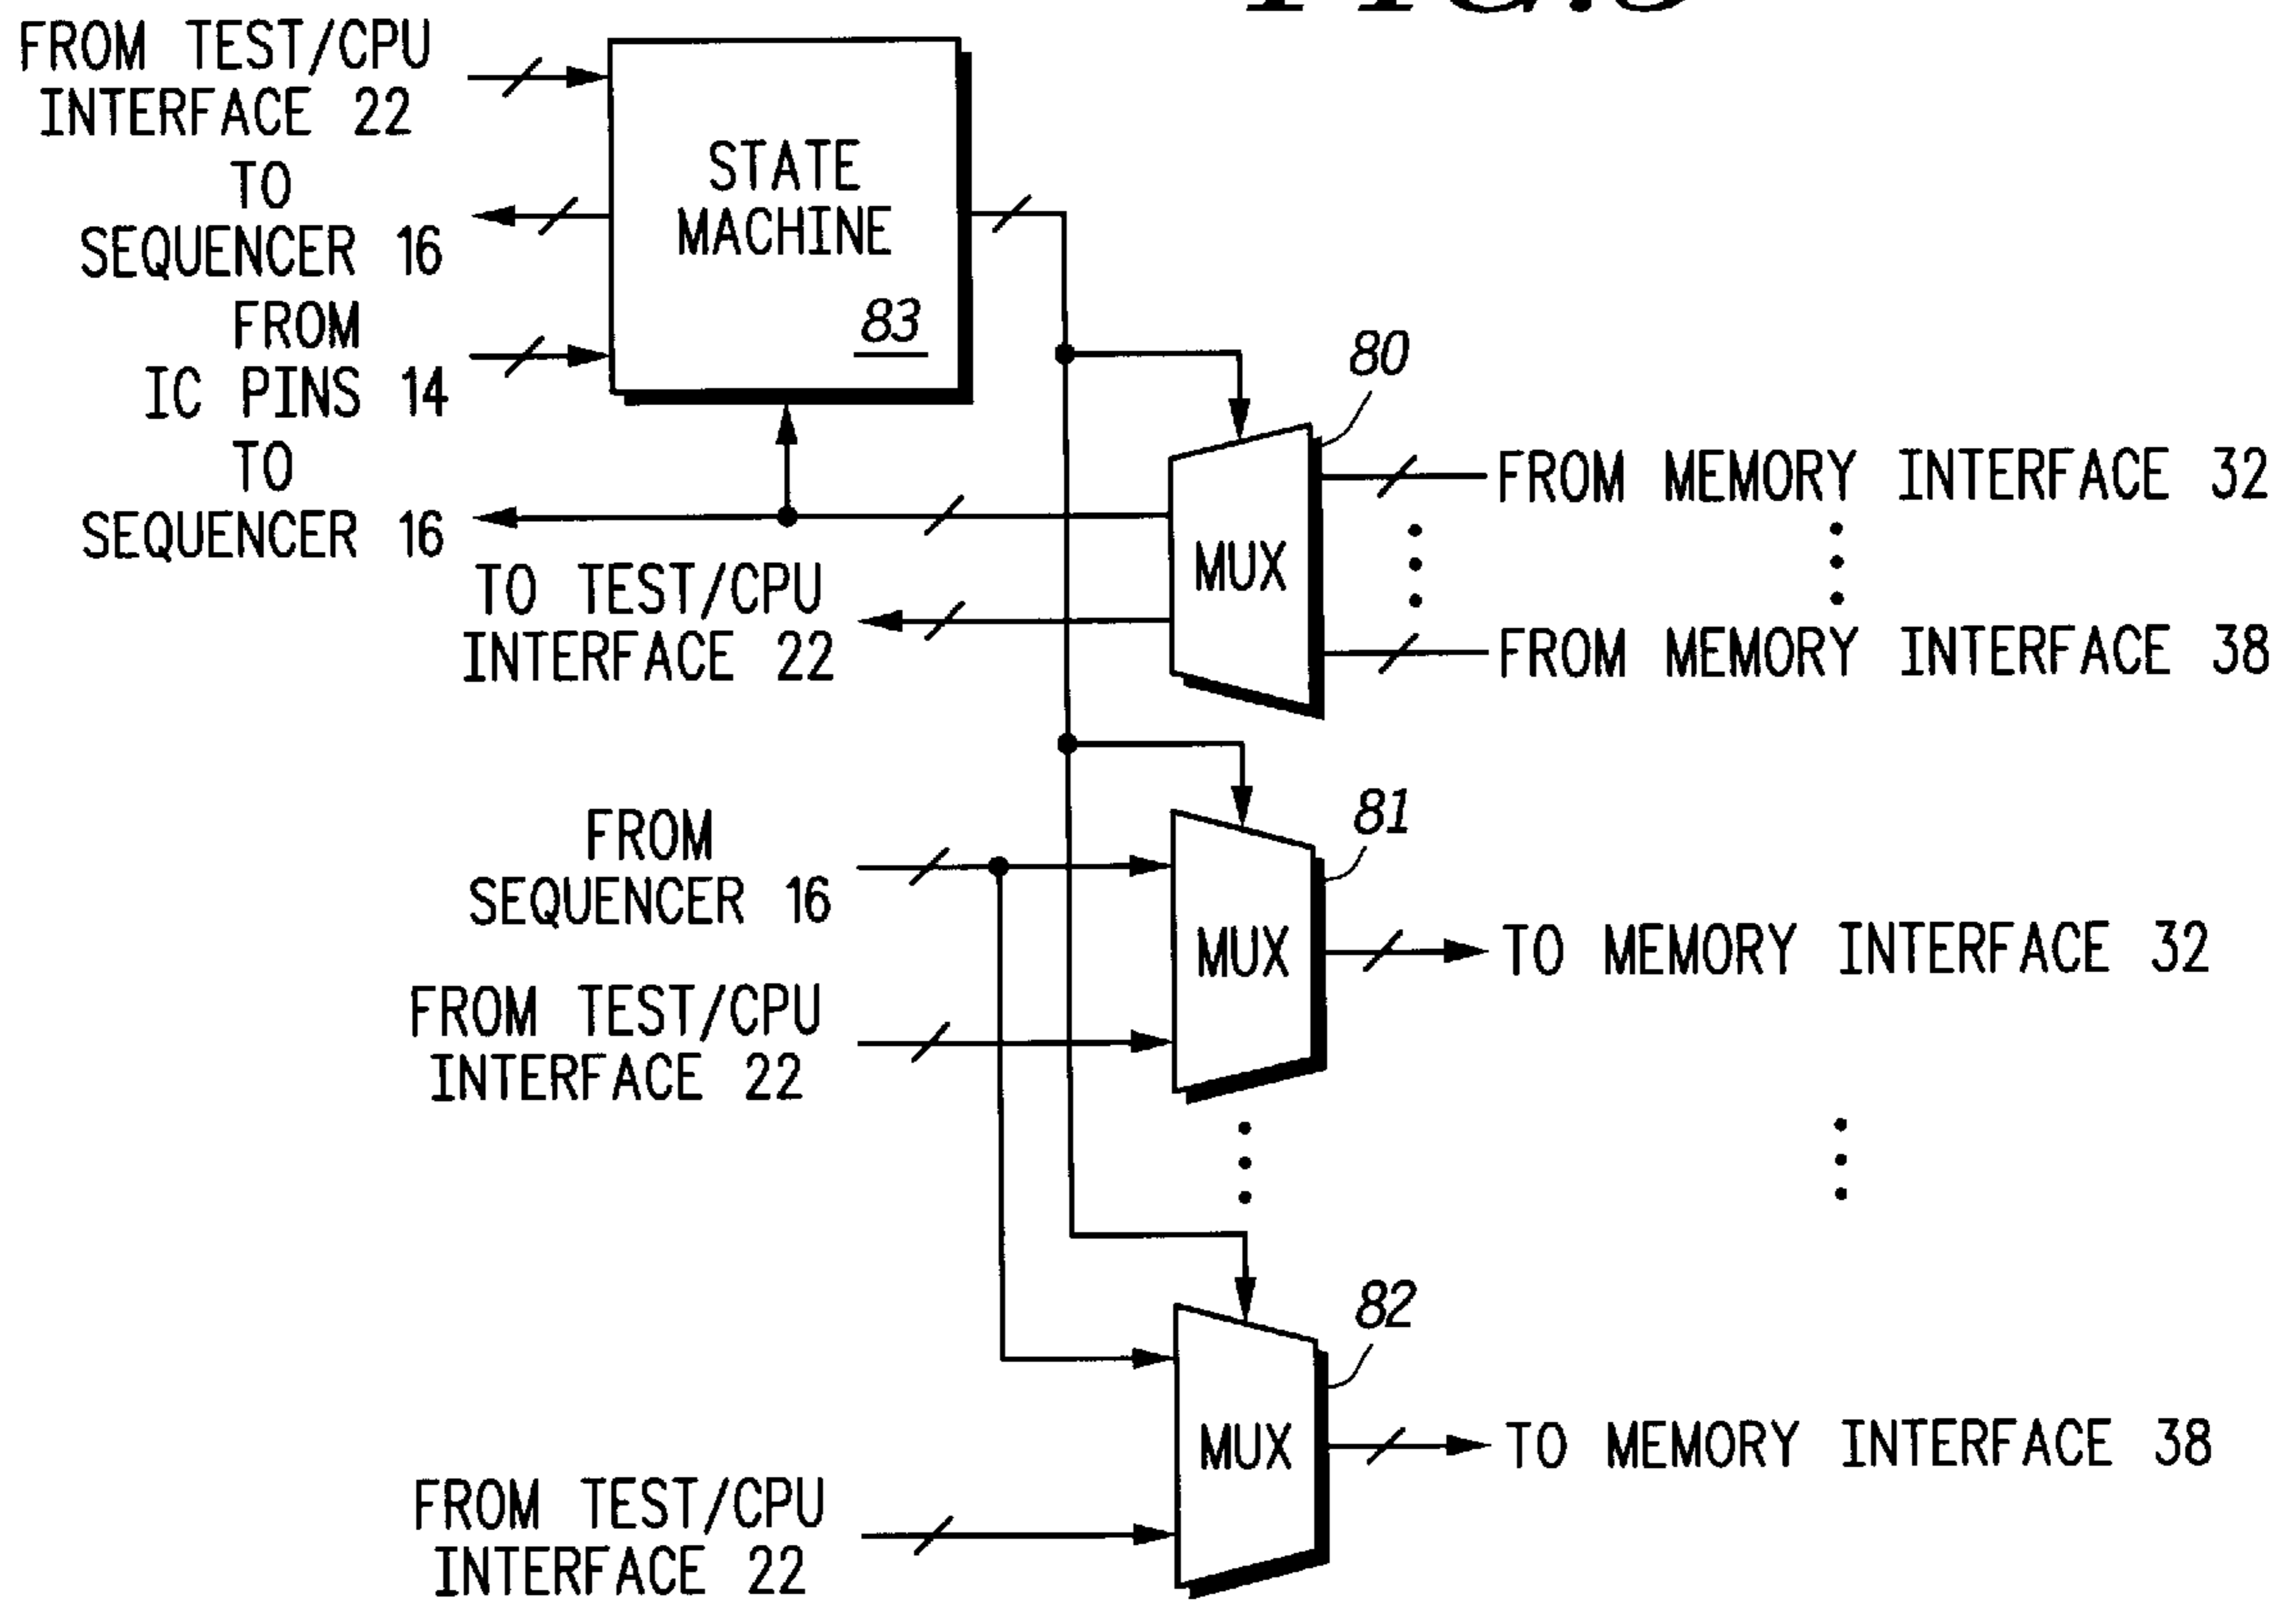 FROM TEST/CPU
INTERFACE 22
TO
SEQUENCER 16
FROM
IC PINS 14
TO
SEQUENCER 16
STATE
MACHINE
83
80
FROM MEMORY INTERFACE 32
MUX
TO TEST/CPU
INTERFACE 22
FROM MEMORY INTERFACE 38
81
FROM
SEQUENCER 16
MUX
TO MEMORY INTERFACE 32
FROM TEST/CPU
INTERFACE 22
82
MUX
TO MEMORY INTERFACE 38
FROM TEST/CPU
INTERFACE 22